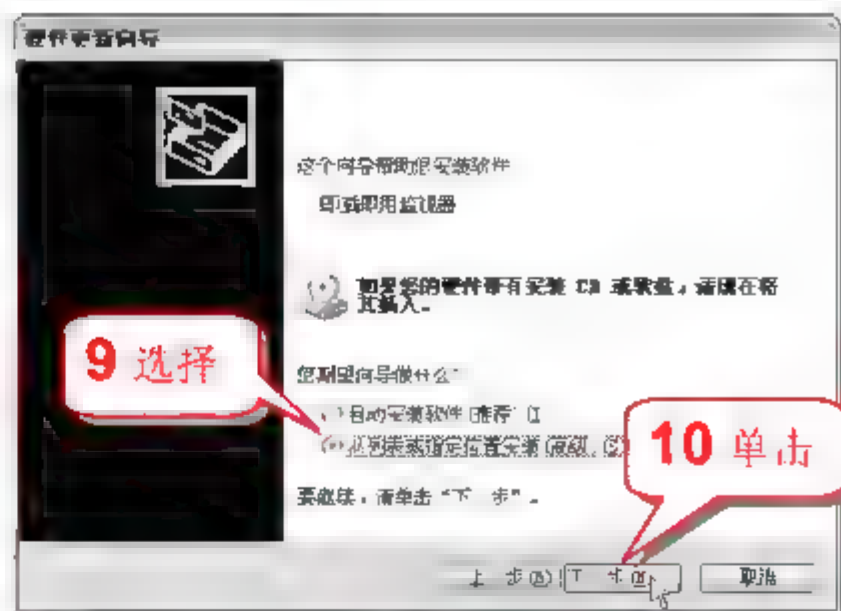 硬件更新向导
这个向导帮助您安装软件
即插即用监视器
如果您的硬件带有安装 CD 或软盘，请现在将
其插入。
9 选择
您期望向导做什么?
自动安装软件(推荐)(I)
从列表或指定位置安装(高级)(S)
10 单击
要继续，请单击“下一步”。
上一步(B)
下一步(N)
取消